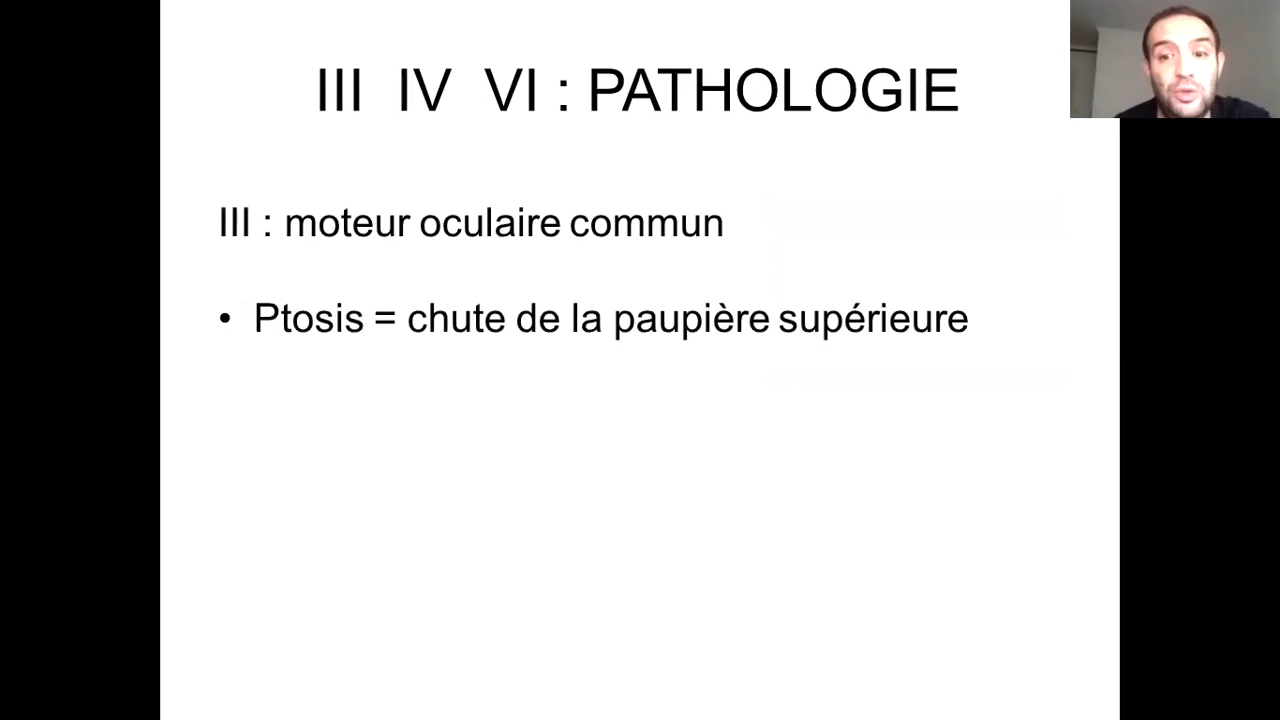 III IV VI : PATHOLOGIE
III : moteur oculaire commun
• Ptosis = chute de la paupière supérieure